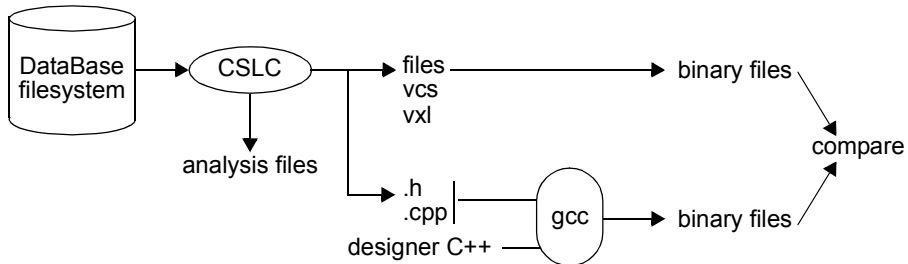 DataBase
filesystem
CSLC
files
vcs
vxl
binary files
analysis files
compare
.h
.cpp
gcc
binary files
designer C++